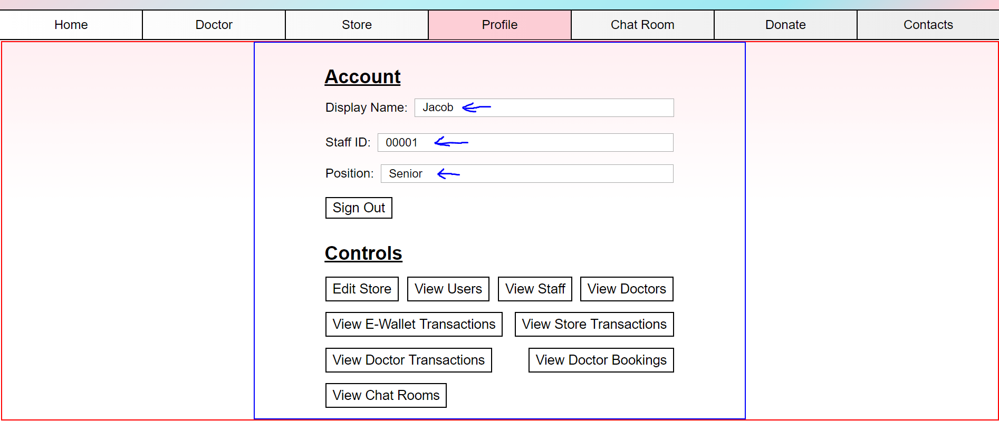 Home Doctor Store Profile Chat Room Donate Contacts
Account
Display Name: Jacob
Staff ID: 00001
Position: Senior
Sign Out
Controls
Edit Store View Users View Staff View Doctors
View E-Wallet Transactions View Store Transactions
View Doctor Transactions View Doctor Bookings
View Chat Rooms